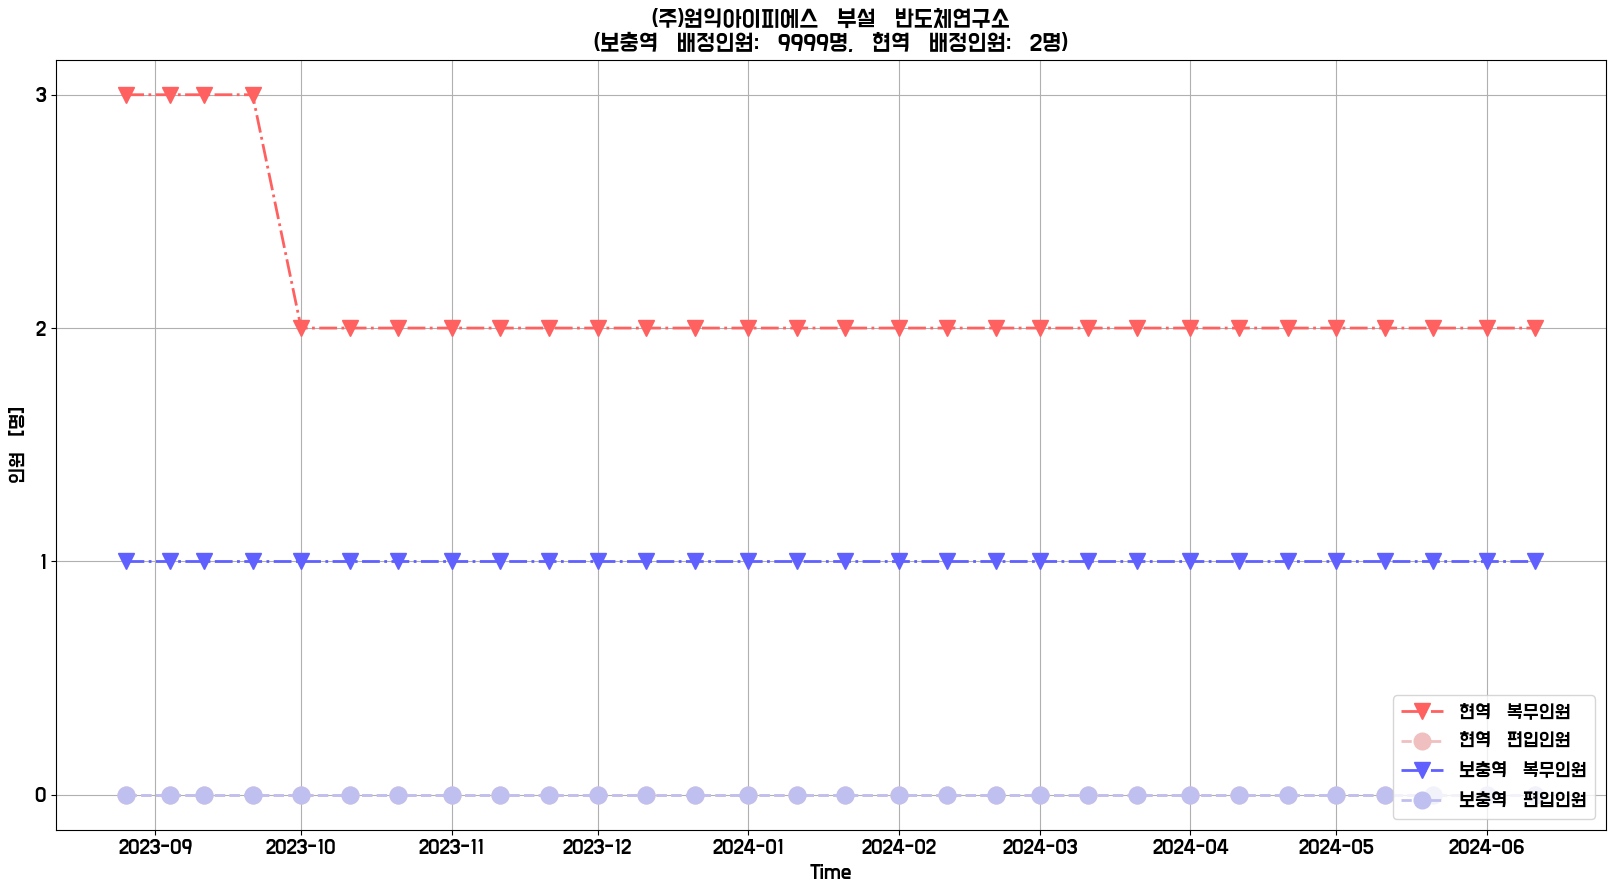 (주)원익아이피에스 부설 반도체연구소
(보충역 배정인원: 9999명, 현역 배정인원: 2명)
3
2
1
0
인원 [명]
2023-09 2023-10 2023-11 2023-12 2024-01 2024-02 2024-03 2024-04 2024-05 2024-06
Time
현역 복무인원
현역 편입인원
보충역 복무인원
보충역 편입인원